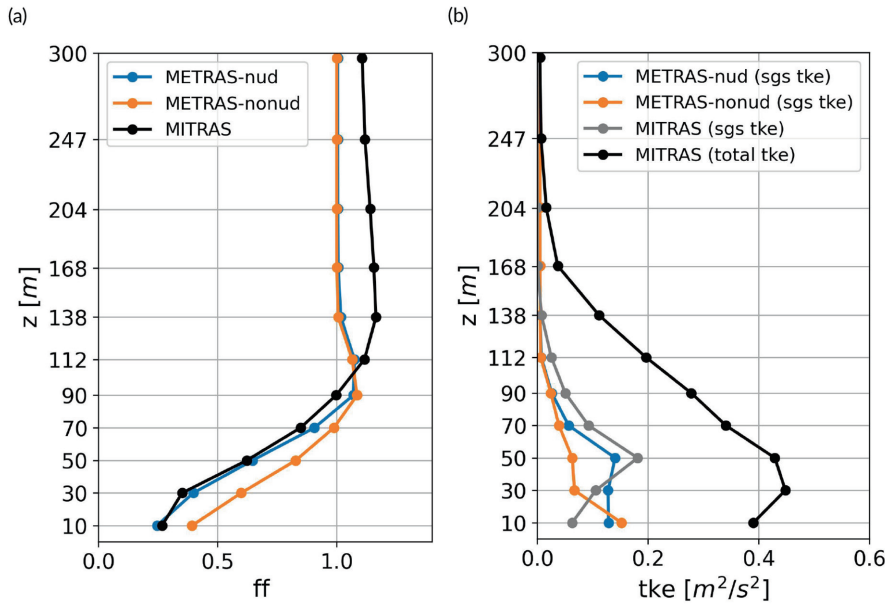 (a)
(b)
300
247
204
168
138
112
90
70
50
30
10
z [m]
METRAS-nud
METRAS-nonud
MITRAS
0.0
0.5
1.0
ff
300
247
204
168
138
112
90
70
50
30
10
z [m]
METRAS-nud (sgs tke)
METRAS-nonud (sgs tke)
MITRAS (sgs tke)
MITRAS (total tke)
0.0
0.2
0.4
0.6
tke [m²/s²]